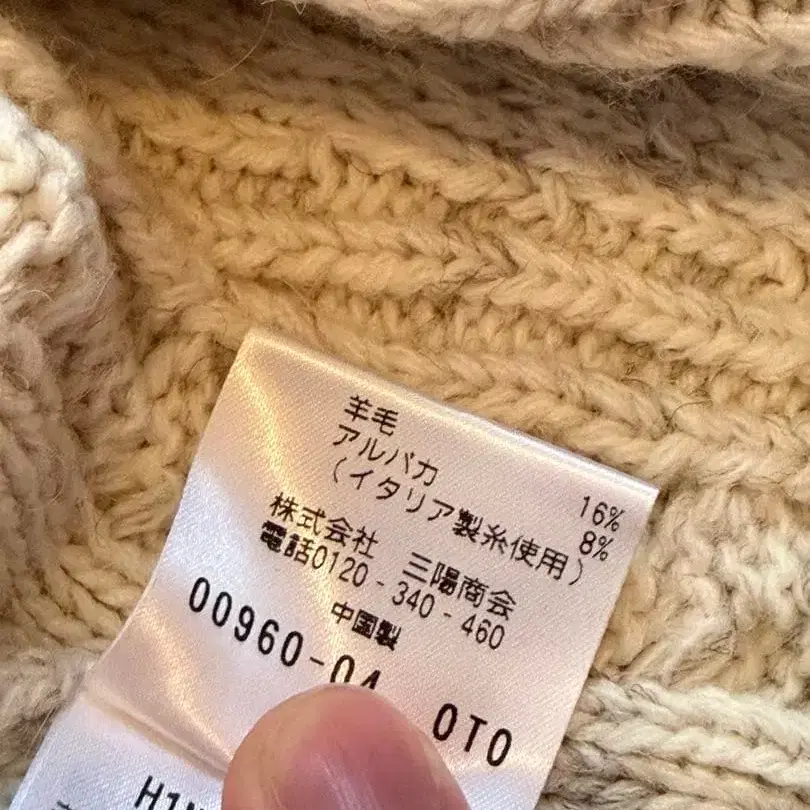 羊毛 16%
アルパカ 8%
(イタリア製糸使用)
株式会社 三陽商会
電話0120-340-460
中国製
00960-04 0T0